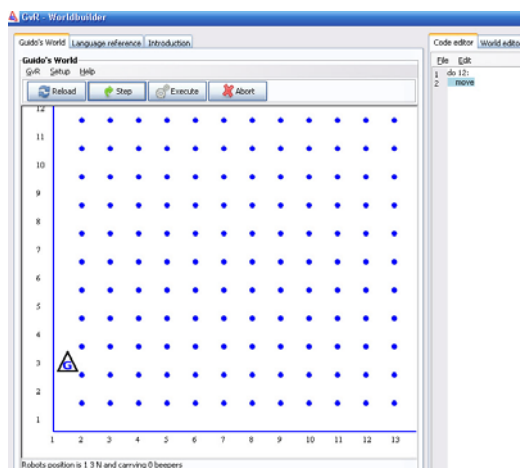 GvR - Worldbuilder
Guido's World Language reference Introduction
Guido's World
GvR Setup Help
Reload Step Execute Abort
12
11
10
9
8
7
6
5
4
3
G
2
1
1 2 3 4 5 6 7 8 9 10 11 12 13
Robots position is 1 3 N and carrying 0 beepers
Code editor World edito
File Edit
1 do 12:
2 move